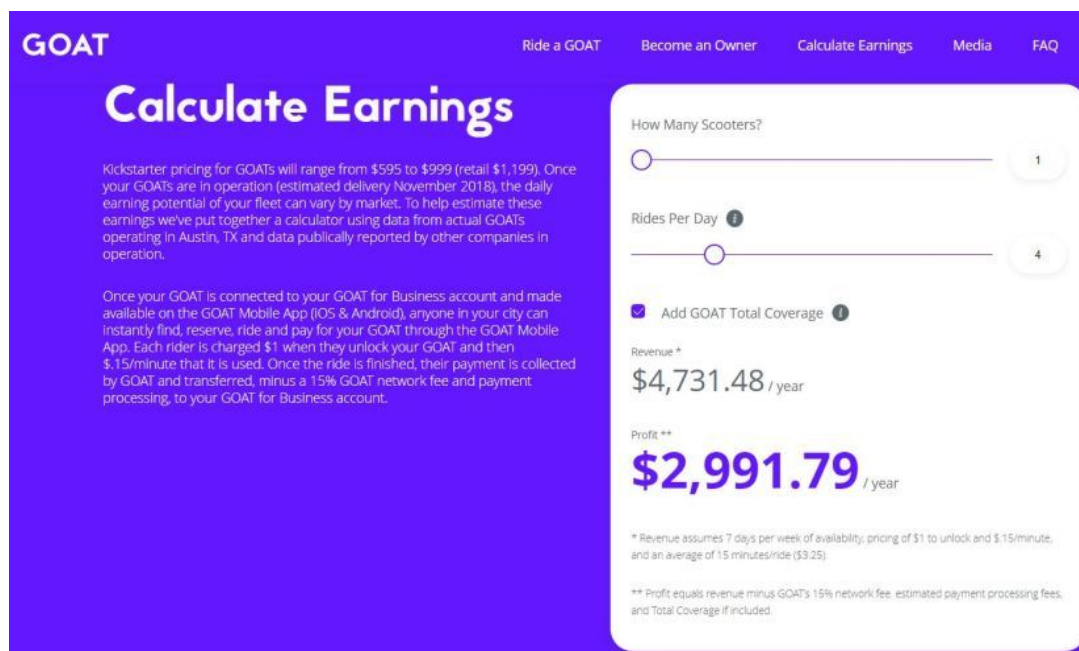 GOAT
Ride a GOAT
Become an Owner
Calculate Earnings
Media
FAQ
Calculate Earnings
Kickstarter pricing for GOATs will range from $595 to $999 (retail $1,199). Once
your GOATs are in operation (estimated delivery November 2018), the daily
earning potential of your fleet can vary by market. To help estimate these
earnings we've put together a calculator using data from actual GOATs
operating in Austin, TX and data publically reported by other companies in
operation.
Once your GOAT is connected to your GOAT for Business account and made
available on the GOAT Mobile App (iOS & Android), anyone in your city can
instantly find, reserve, ride and pay for your GOAT through the GOAT Mobile
App. Each rider is charged $1 when they unlock your GOAT and then
$.15/minute that it is used. Once the ride is finished, their payment is collected
by GOAT and transferred, minus a 15% GOAT network fee and payment
processing, to your GOAT for Business account.
How Many Scooters?
1
Rides Per Day i
4
Add GOAT Total Coverage i
Revenue *
$4,731.48 / year
Profit **
$2,991.79 / year
* Revenue assumes 7 days per week of availability, pricing of $1 to unlock and $.15/minute,
and an average of 15 minutes/ride ($3.25)
** Profit equals revenue minus GOAT's 15% network fee, estimated payment processing fees,
and Total Coverage if included.